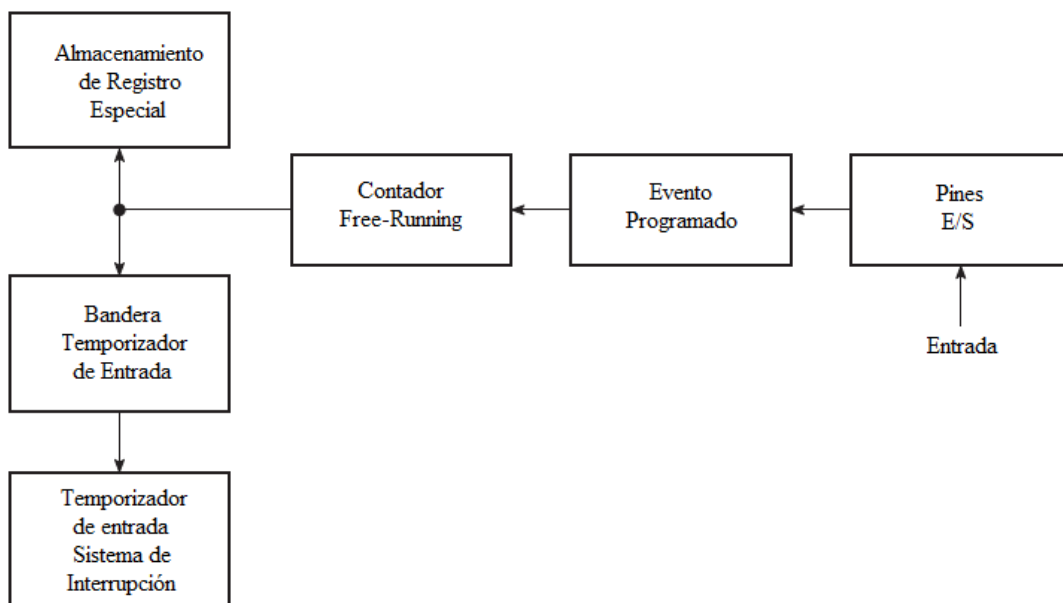 Almacenamiento
de Registro
Especial
Contador
Free-Running
Evento
Programado
Pines
E/S
Entrada
Bandera
Temporizador
de Entrada
Temporizador
de entrada
Sistema de
Interrupción